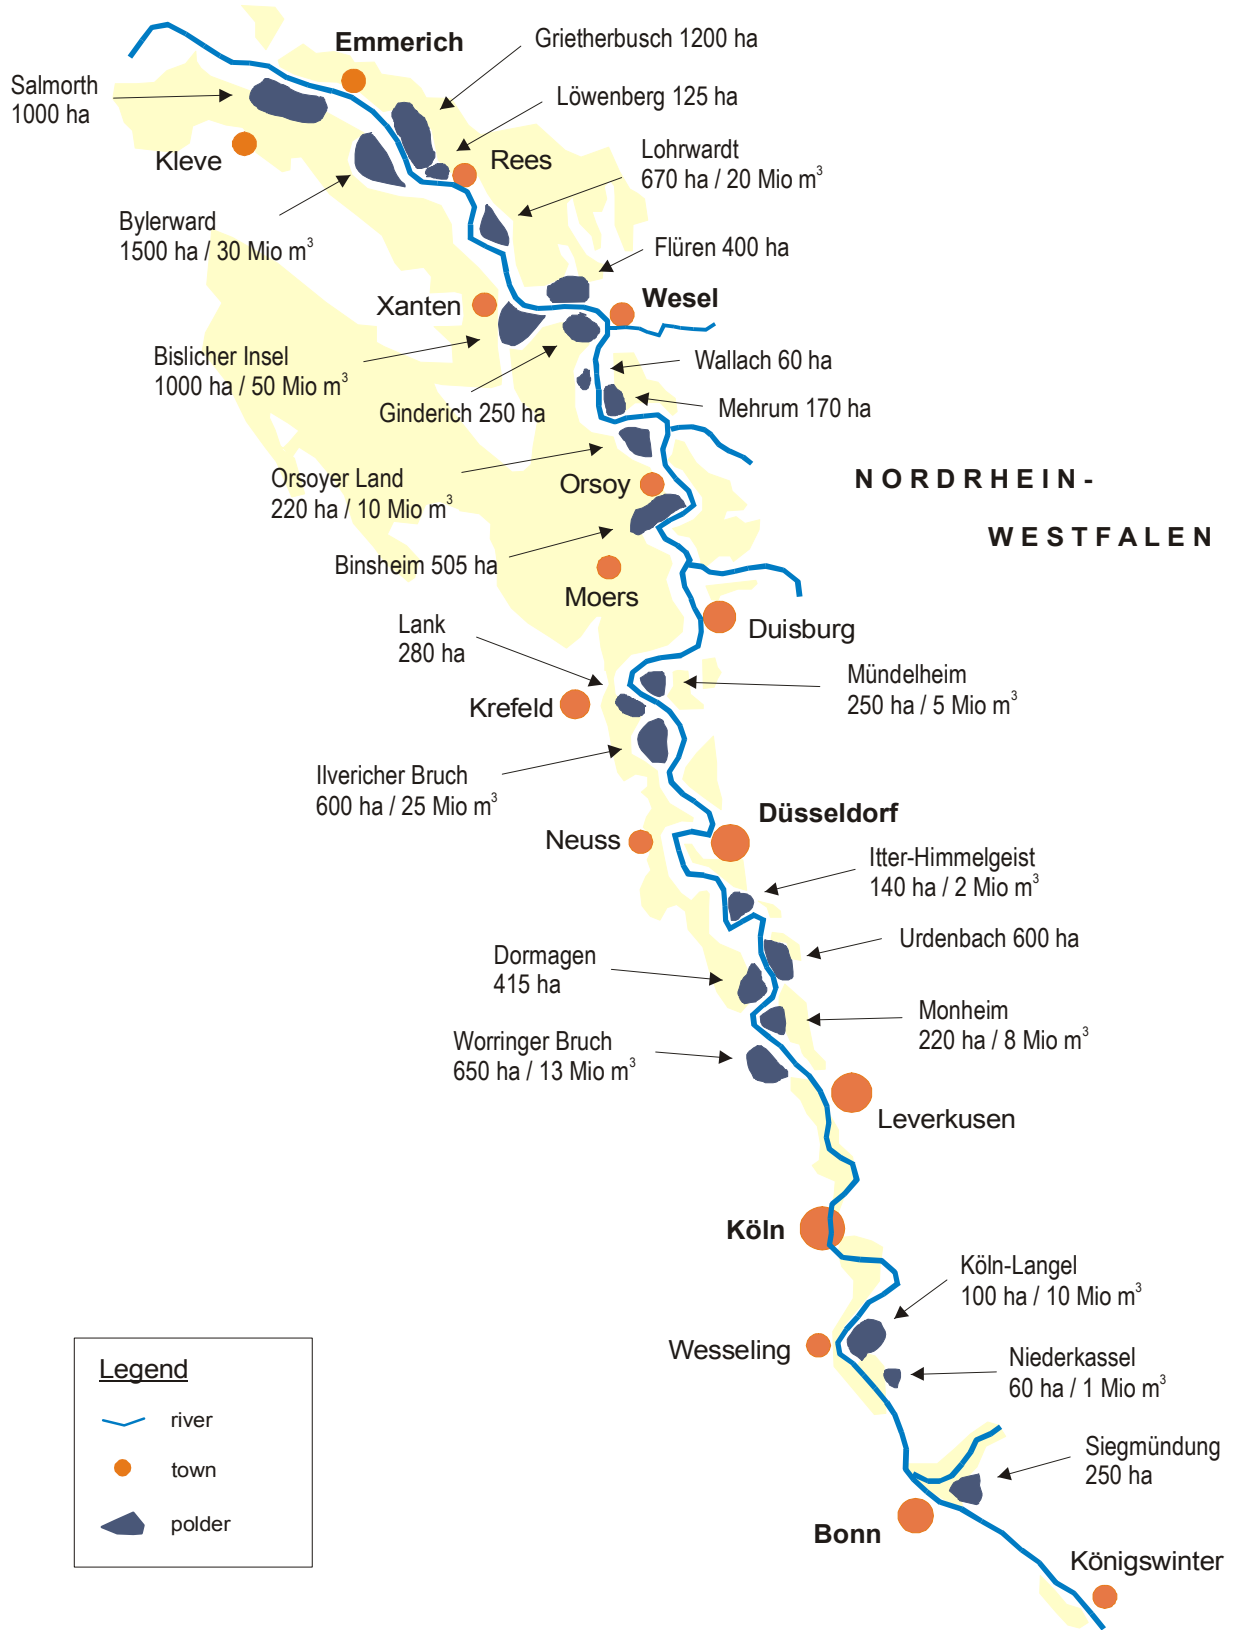 Emmerich
Grietherbusch 1200 ha
Salmorth
1000 ha
Löwenberg 125 ha
Kleve
Rees
Lohrwardt
670 ha / 20 Mio m³
Bylerward
1500 ha / 30 Mio m³
Flüren 400 ha
Xanten
Wesel
Bislicher Insel
1000 ha / 50 Mio m³
Wallach 60 ha
Ginderich 250 ha
Mehrum 170 ha
Orsoyer Land
220 ha / 10 Mio m³
Orsoy
NORDRHEIN-
WESTFALEN
Binsheim 505 ha
Moers
Duisburg
Lank
280 ha
Krefeld
Mündelheim
250 ha / 5 Mio m³
Ilvericher Bruch
600 ha / 25 Mio m³
Düsseldorf
Neuss
Itter-Himmelgeist
140 ha / 2 Mio m³
Urdenbach 600 ha
Dormagen
415 ha
Monheim
220 ha / 8 Mio m³
Worringer Bruch
650 ha / 13 Mio m³
Leverkusen
Köln
Köln-Langel
100 ha / 10 Mio m³
Wesseling
Niederkassel
60 ha / 1 Mio m³
Siegmündung
250 ha
Bonn
Königswinter
Legend
river
town
polder